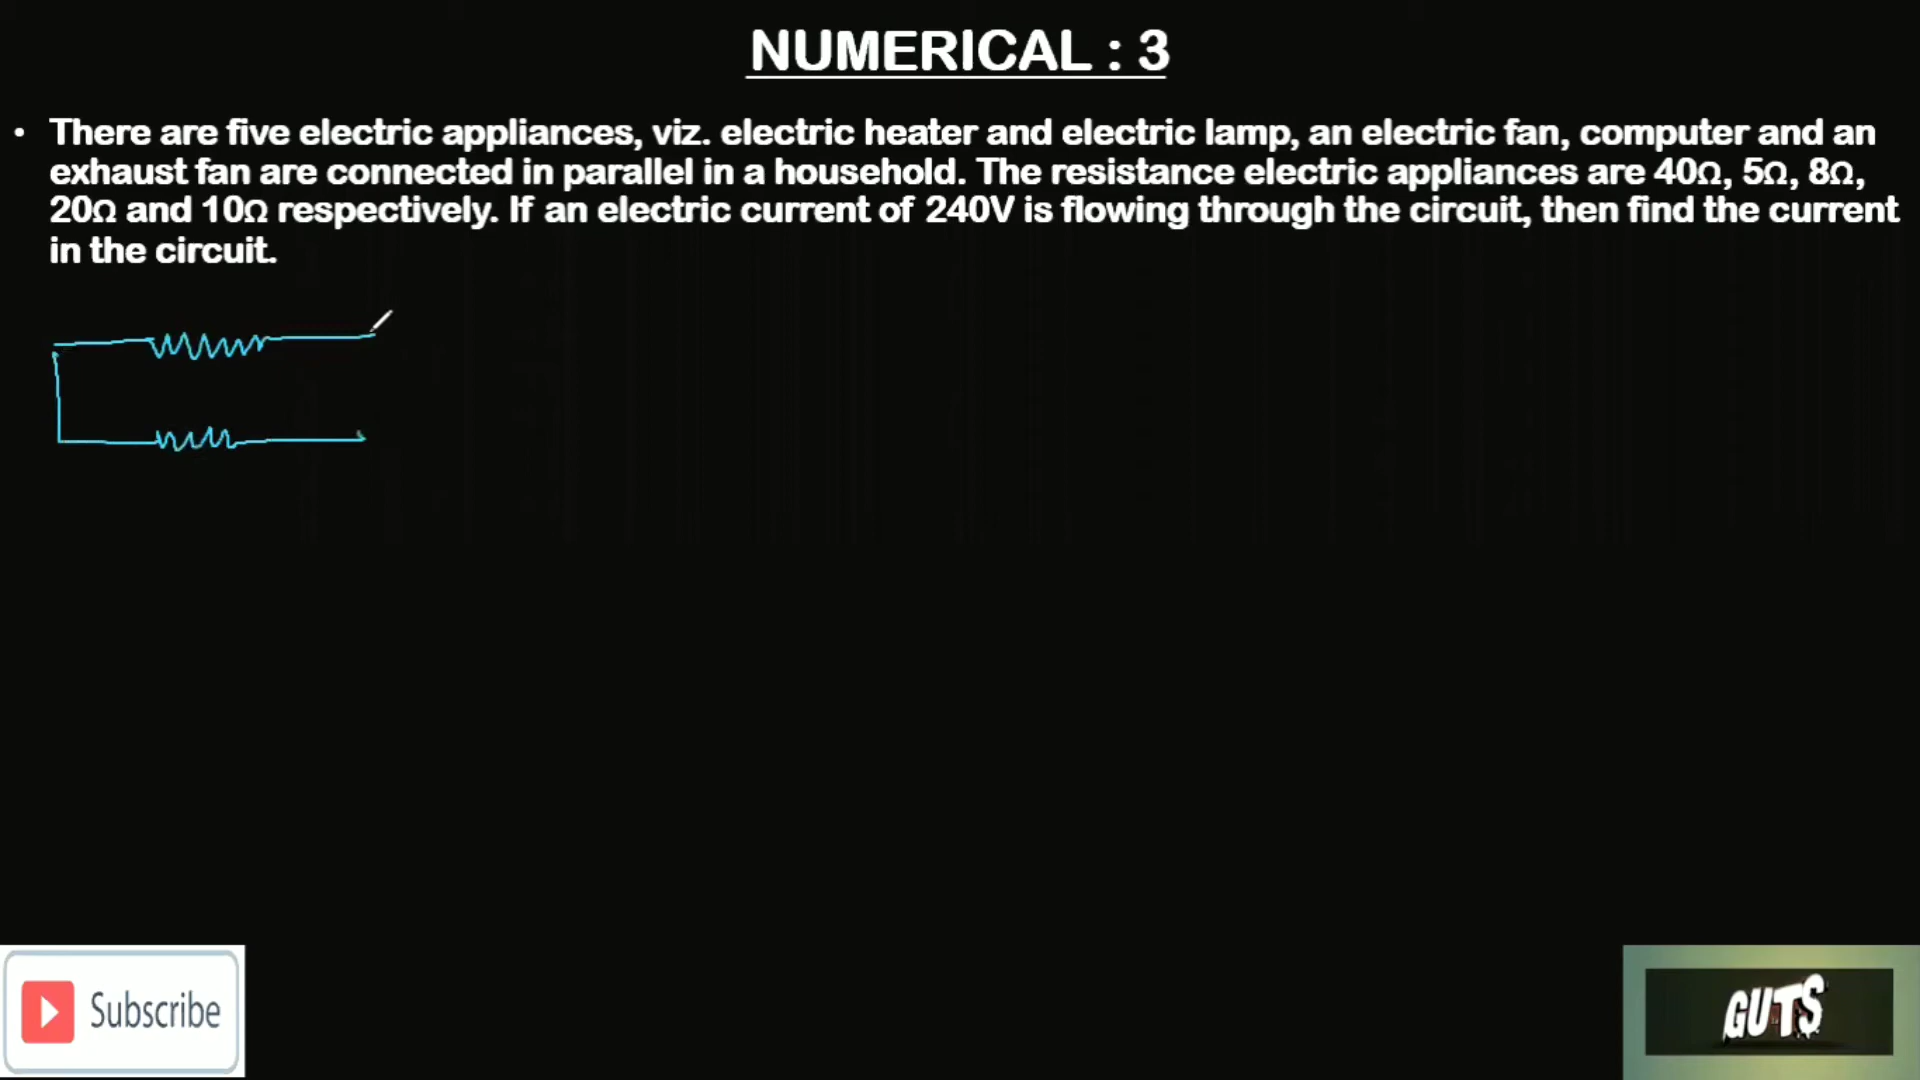 NUMERICAL : 3
• There are five electric appliances, viz. electric heater and electric lamp, an electric fan, computer and an
exhaust fan are connected in parallel in a household. The resistance electric appliances are 40Ω, 5Ω, 8Ω,
20Ω and 10Ω respectively. If an electric current of 240V is flowing through the circuit, then find the current
in the circuit.
Subscribe
GUTS